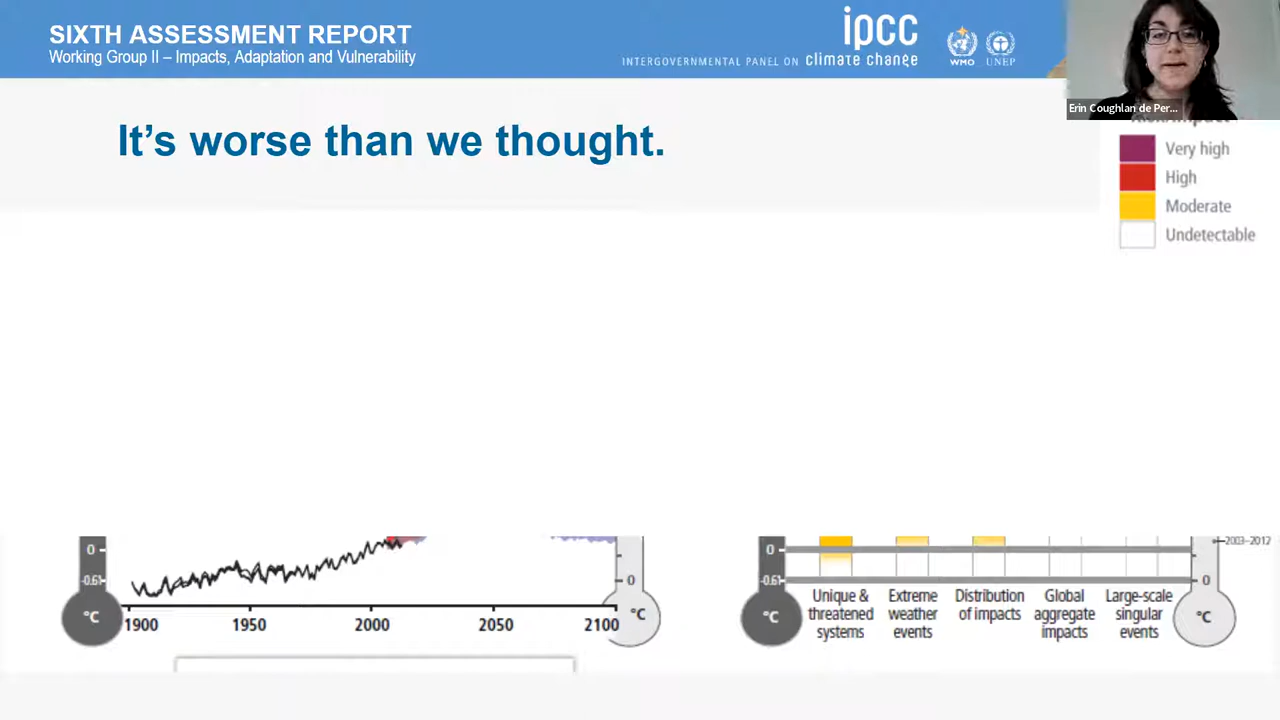 SIXTH ASSESSMENT REPORT
Working Group II – Impacts, Adaptation and Vulnerability
ipcc
INTERGOVERNMENTAL PANEL ON climate change
WMO
UNEP
Erin Coughlan de Per...
It's worse than we thought.
Risk/Impact
Very high
High
Moderate
Undetectable
0
-0.61
°C
1900
1950
2000
2050
2100
0
°C
0
-0.61
°C
Unique &
threatened
systems
Extreme
weather
events
Distribution
of impacts
Global
aggregate
impacts
Large-scale
singular
events
2003–2012
0
°C